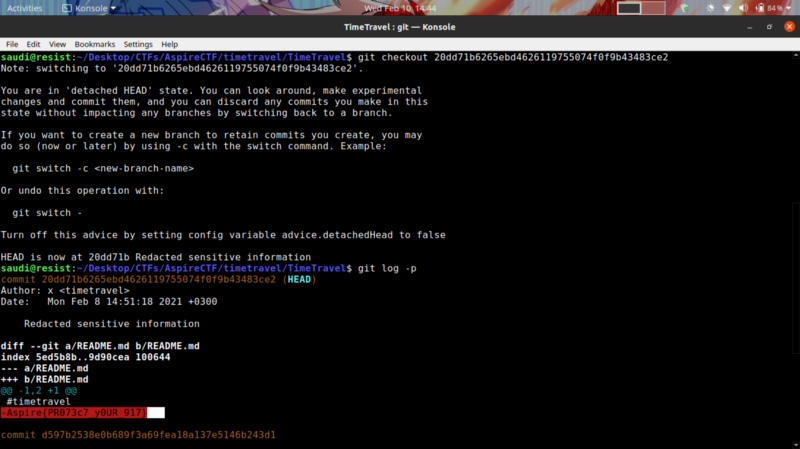 Activities Konsole Wed Feb 10, 14:44 84%
TimeTravel : git — Konsole
File Edit View Bookmarks Settings Help
saudi@resist:~/Desktop/CTFs/AspireCTF/timetravel/TimeTravel$ git checkout 20dd71b6265ebd4626119755074f0f9b43483ce2
Note: switching to '20dd71b6265ebd4626119755074f0f9b43483ce2'.
You are in 'detached HEAD' state. You can look around, make experimental
changes and commit them, and you can discard any commits you make in this
state without impacting any branches by switching back to a branch.
If you want to create a new branch to retain commits you create, you may
do so (now or later) by using -c with the switch command. Example:
git switch -c <new-branch-name>
Or undo this operation with:
git switch -
Turn off this advice by setting config variable advice.detachedHead to false
HEAD is now at 20dd71b Redacted sensitive information
saudi@resist:~/Desktop/CTFs/AspireCTF/timetravel/TimeTravel$ git log -p
commit 20dd71b6265ebd4626119755074f0f9b43483ce2 (HEAD)
Author: x <timetravel>
Date: Mon Feb 8 14:51:18 2021 +0300
Redacted sensitive information
diff --git a/README.md b/README.md
index 5ed5b8b..9d90cea 100644
--- a/README.md
+++ b/README.md
@@ -1,2 +1 @@
#timetravel
-Aspire{PR073c7_y0UR_917}
commit d597b2538e0b689f3a69fea18a137e5146b243d1